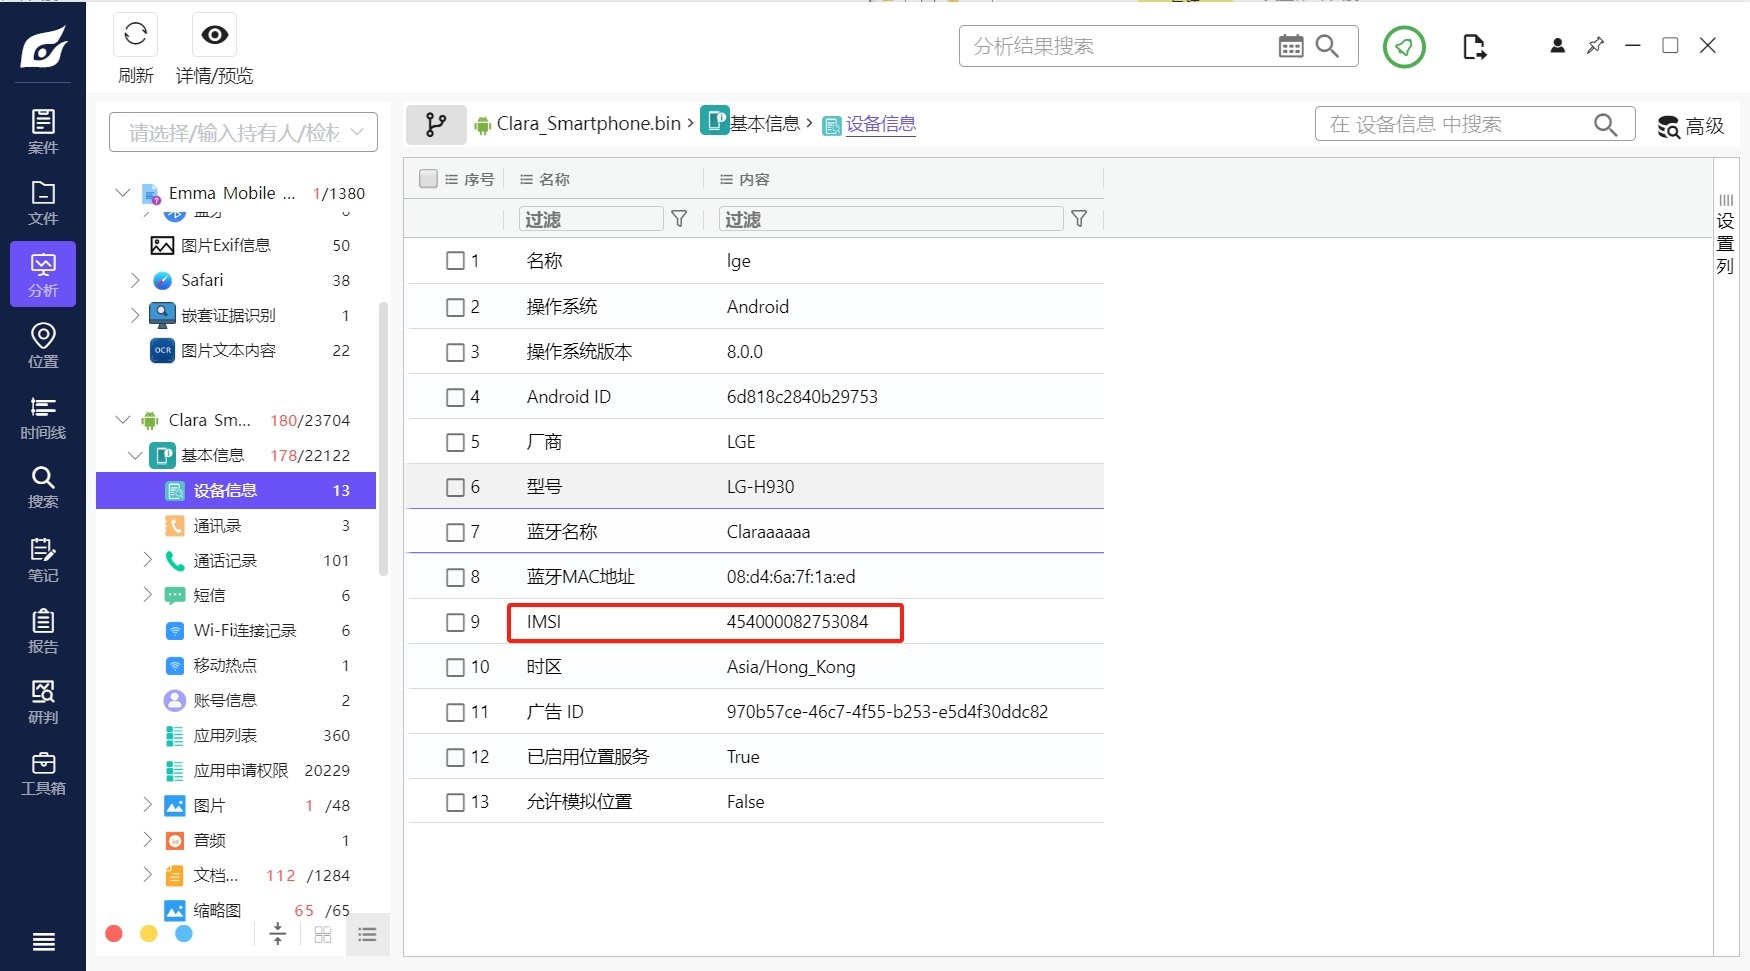 刷新
详情/预览
分析结果搜索
案件
文件
分析
位置
时间线
搜索
笔记
报告
研判
工具箱
请选择/输入持有人/检材
Emma Mobile ... 1/1380
蓝牙 6
图片Exif信息 50
Safari 38
嵌套证据识别 1
OCR 图片文本内容 22
Clara Sm... 180/23704
基本信息 178/22122
设备信息 13
通讯录 3
通话记录 101
短信 6
Wi-Fi连接记录 6
移动热点 1
账号信息 2
应用列表 360
应用申请权限 20229
图片 1 /48
音频 1
文档... 112 /1284
缩略图 65 /65
Clara_Smartphone.bin › 基本信息 › 设备信息
在 设备信息 中搜索
高级
序号 名称 内容
过滤 过滤
1 名称 lge
2 操作系统 Android
3 操作系统版本 8.0.0
4 Android ID 6d818c2840b29753
5 厂商 LGE
6 型号 LG-H930
7 蓝牙名称 Claraaaaaa
8 蓝牙MAC地址 08:d4:6a:7f:1a:ed
9 IMSI 454000082753084
10 时区 Asia/Hong_Kong
11 广告 ID 970b57ce-46c7-4f55-b253-e5d4f30ddc82
12 已启用位置服务 True
13 允许模拟位置 False
设置列